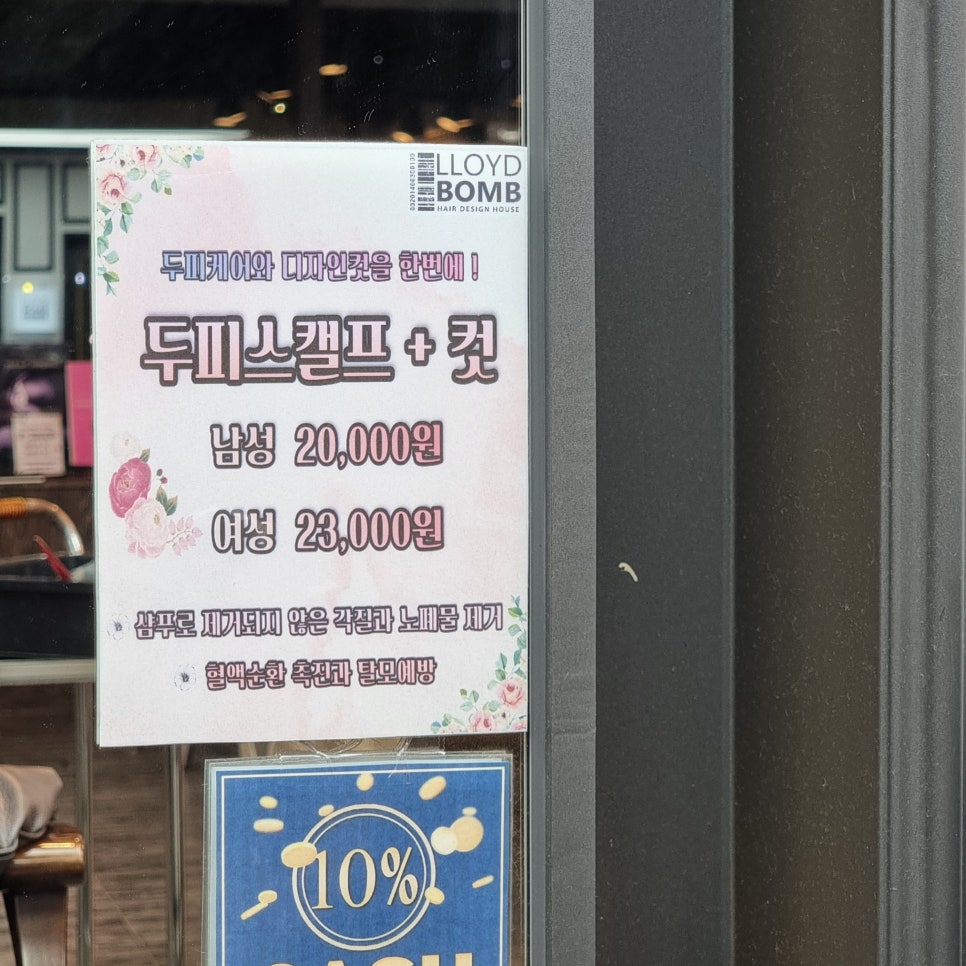 LLOYD
BOMB
HAIR DESIGN HOUSE
두피케어와 디자인컷을 한번에 !
두피스캘프 + 컷
남성 20,000원
여성 23,000원
샴푸로 제거되지 않은 각질과 노폐물 제거
혈액순환 촉진과 탈모예방
10%
CASH